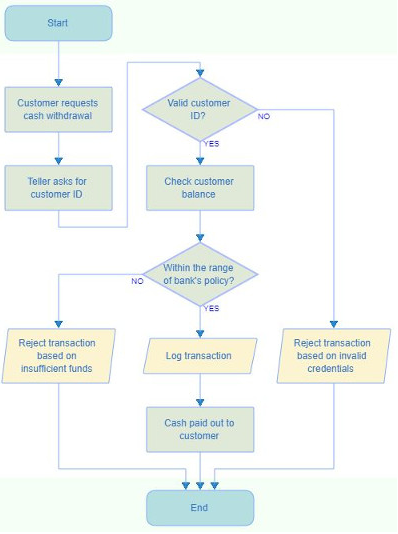 Start
Customer requests
cash withdrawal
Teller asks for
customer ID
Valid customer
ID?
NO
YES
Check customer
balance
Within the range
of bank's policy?
NO
YES
Reject transaction
based on
insufficient funds
Log transaction
Reject transaction
based on invalid
credentials
Cash paid out to
customer
End